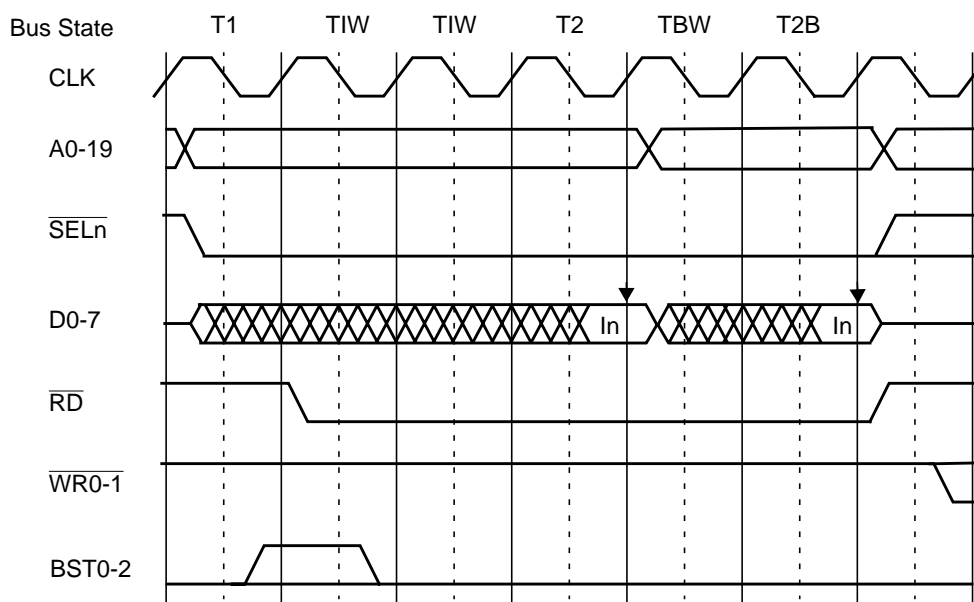 Bus State T1 TIW TIW T2 TBW T2B
CLK
A0-19
SELn
D0-7 In In
RD
WR0-1
BST0-2